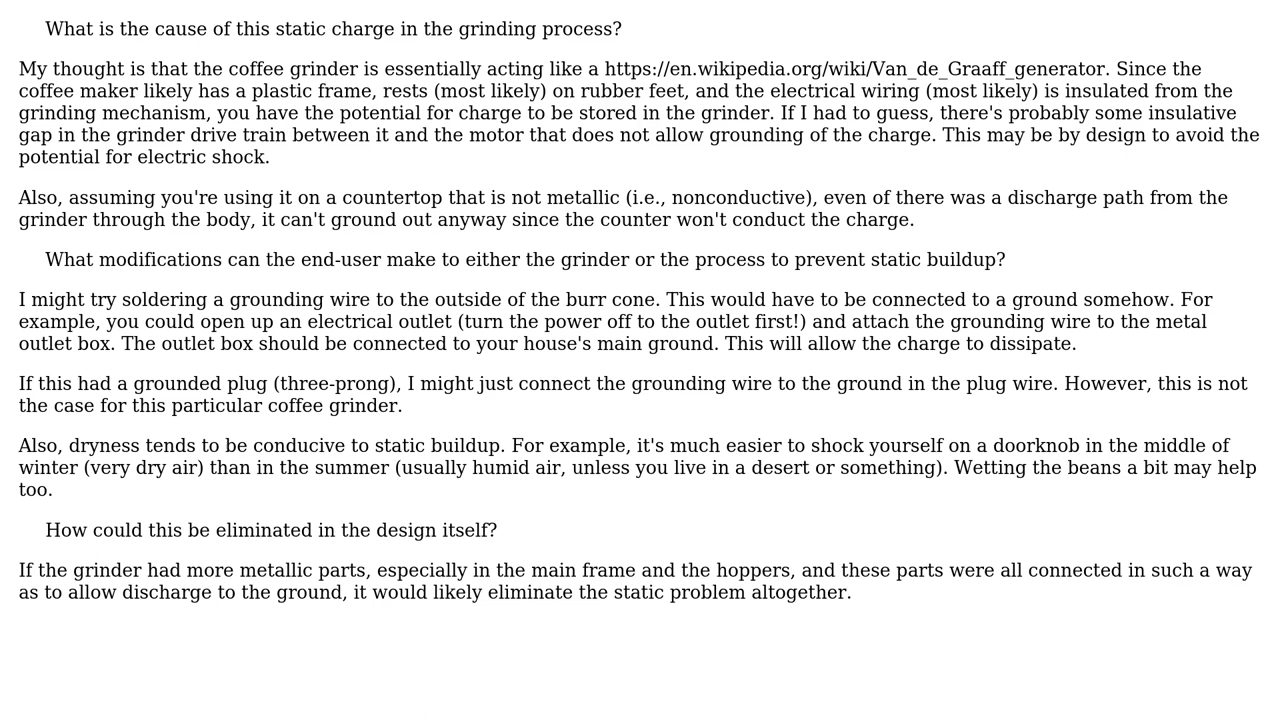 What is the cause of this static charge in the grinding process?
My thought is that the coffee grinder is essentially acting like a https://en.wikipedia.org/wiki/Van_de_Graaff_generator. Since the
coffee maker likely has a plastic frame, rests (most likely) on rubber feet, and the electrical wiring (most likely) is insulated from the
grinding mechanism, you have the potential for charge to be stored in the grinder. If I had to guess, there's probably some insulative
gap in the grinder drive train between it and the motor that does not allow grounding of the charge. This may be by design to avoid the
potential for electric shock.
Also, assuming you're using it on a countertop that is not metallic (i.e., nonconductive), even of there was a discharge path from the
grinder through the body, it can't ground out anyway since the counter won't conduct the charge.
What modifications can the end-user make to either the grinder or the process to prevent static buildup?
I might try soldering a grounding wire to the outside of the burr cone. This would have to be connected to a ground somehow. For
example, you could open up an electrical outlet (turn the power off to the outlet first!) and attach the grounding wire to the metal
outlet box. The outlet box should be connected to your house's main ground. This will allow the charge to dissipate.
If this had a grounded plug (three-prong), I might just connect the grounding wire to the ground in the plug wire. However, this is not
the case for this particular coffee grinder.
Also, dryness tends to be conducive to static buildup. For example, it's much easier to shock yourself on a doorknob in the middle of
winter (very dry air) than in the summer (usually humid air, unless you live in a desert or something). Wetting the beans a bit may help
too.
How could this be eliminated in the design itself?
If the grinder had more metallic parts, especially in the main frame and the hoppers, and these parts were all connected in such a way
as to allow discharge to the ground, it would likely eliminate the static problem altogether.